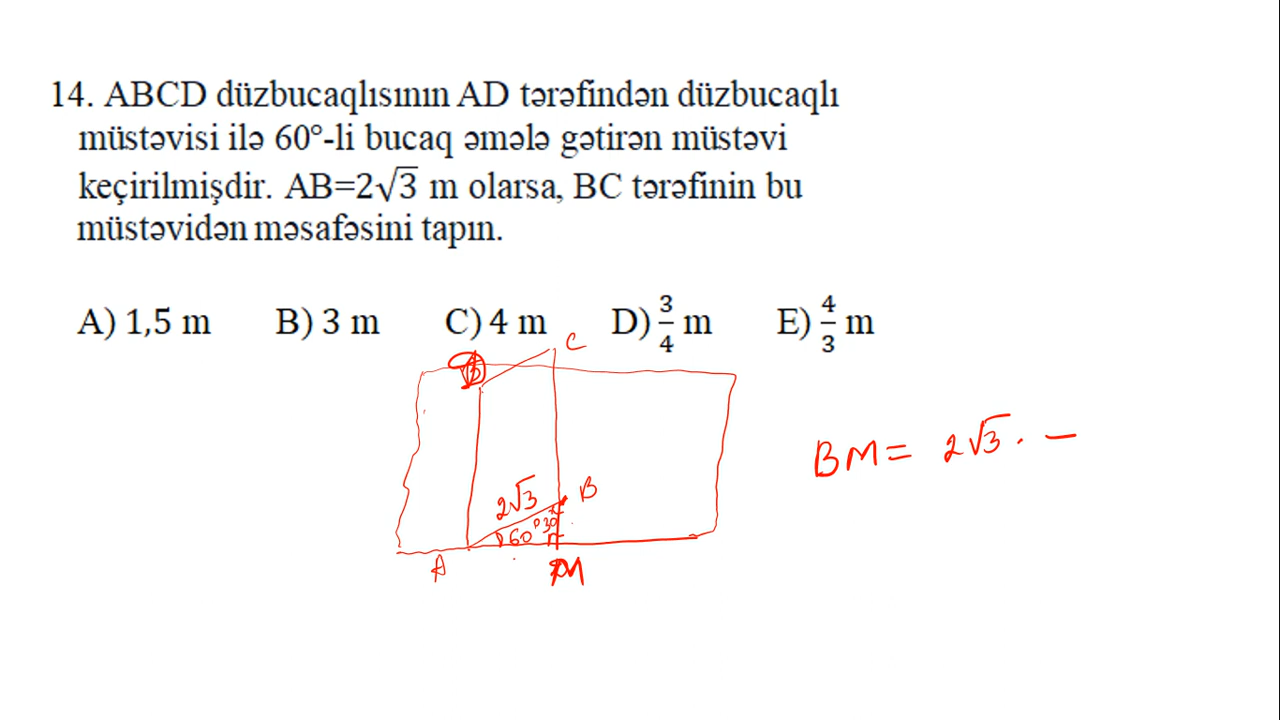 14. ABCD düzbucaqlısının AD tərəfindən düzbucaqlı
müstəvisi ilə 60°-li bucaq əmələ gətirən müstəvi
keçirilmişdir. AB=2√3 m olarsa, BC tərəfinin bu
müstəvidən məsafəsini tapın.
A) 1,5 m B) 3 m C) 4 m D) 3/4 m E) 4/3 m
C
BM = 2√3 · —
2√3 B
60° 30
A M